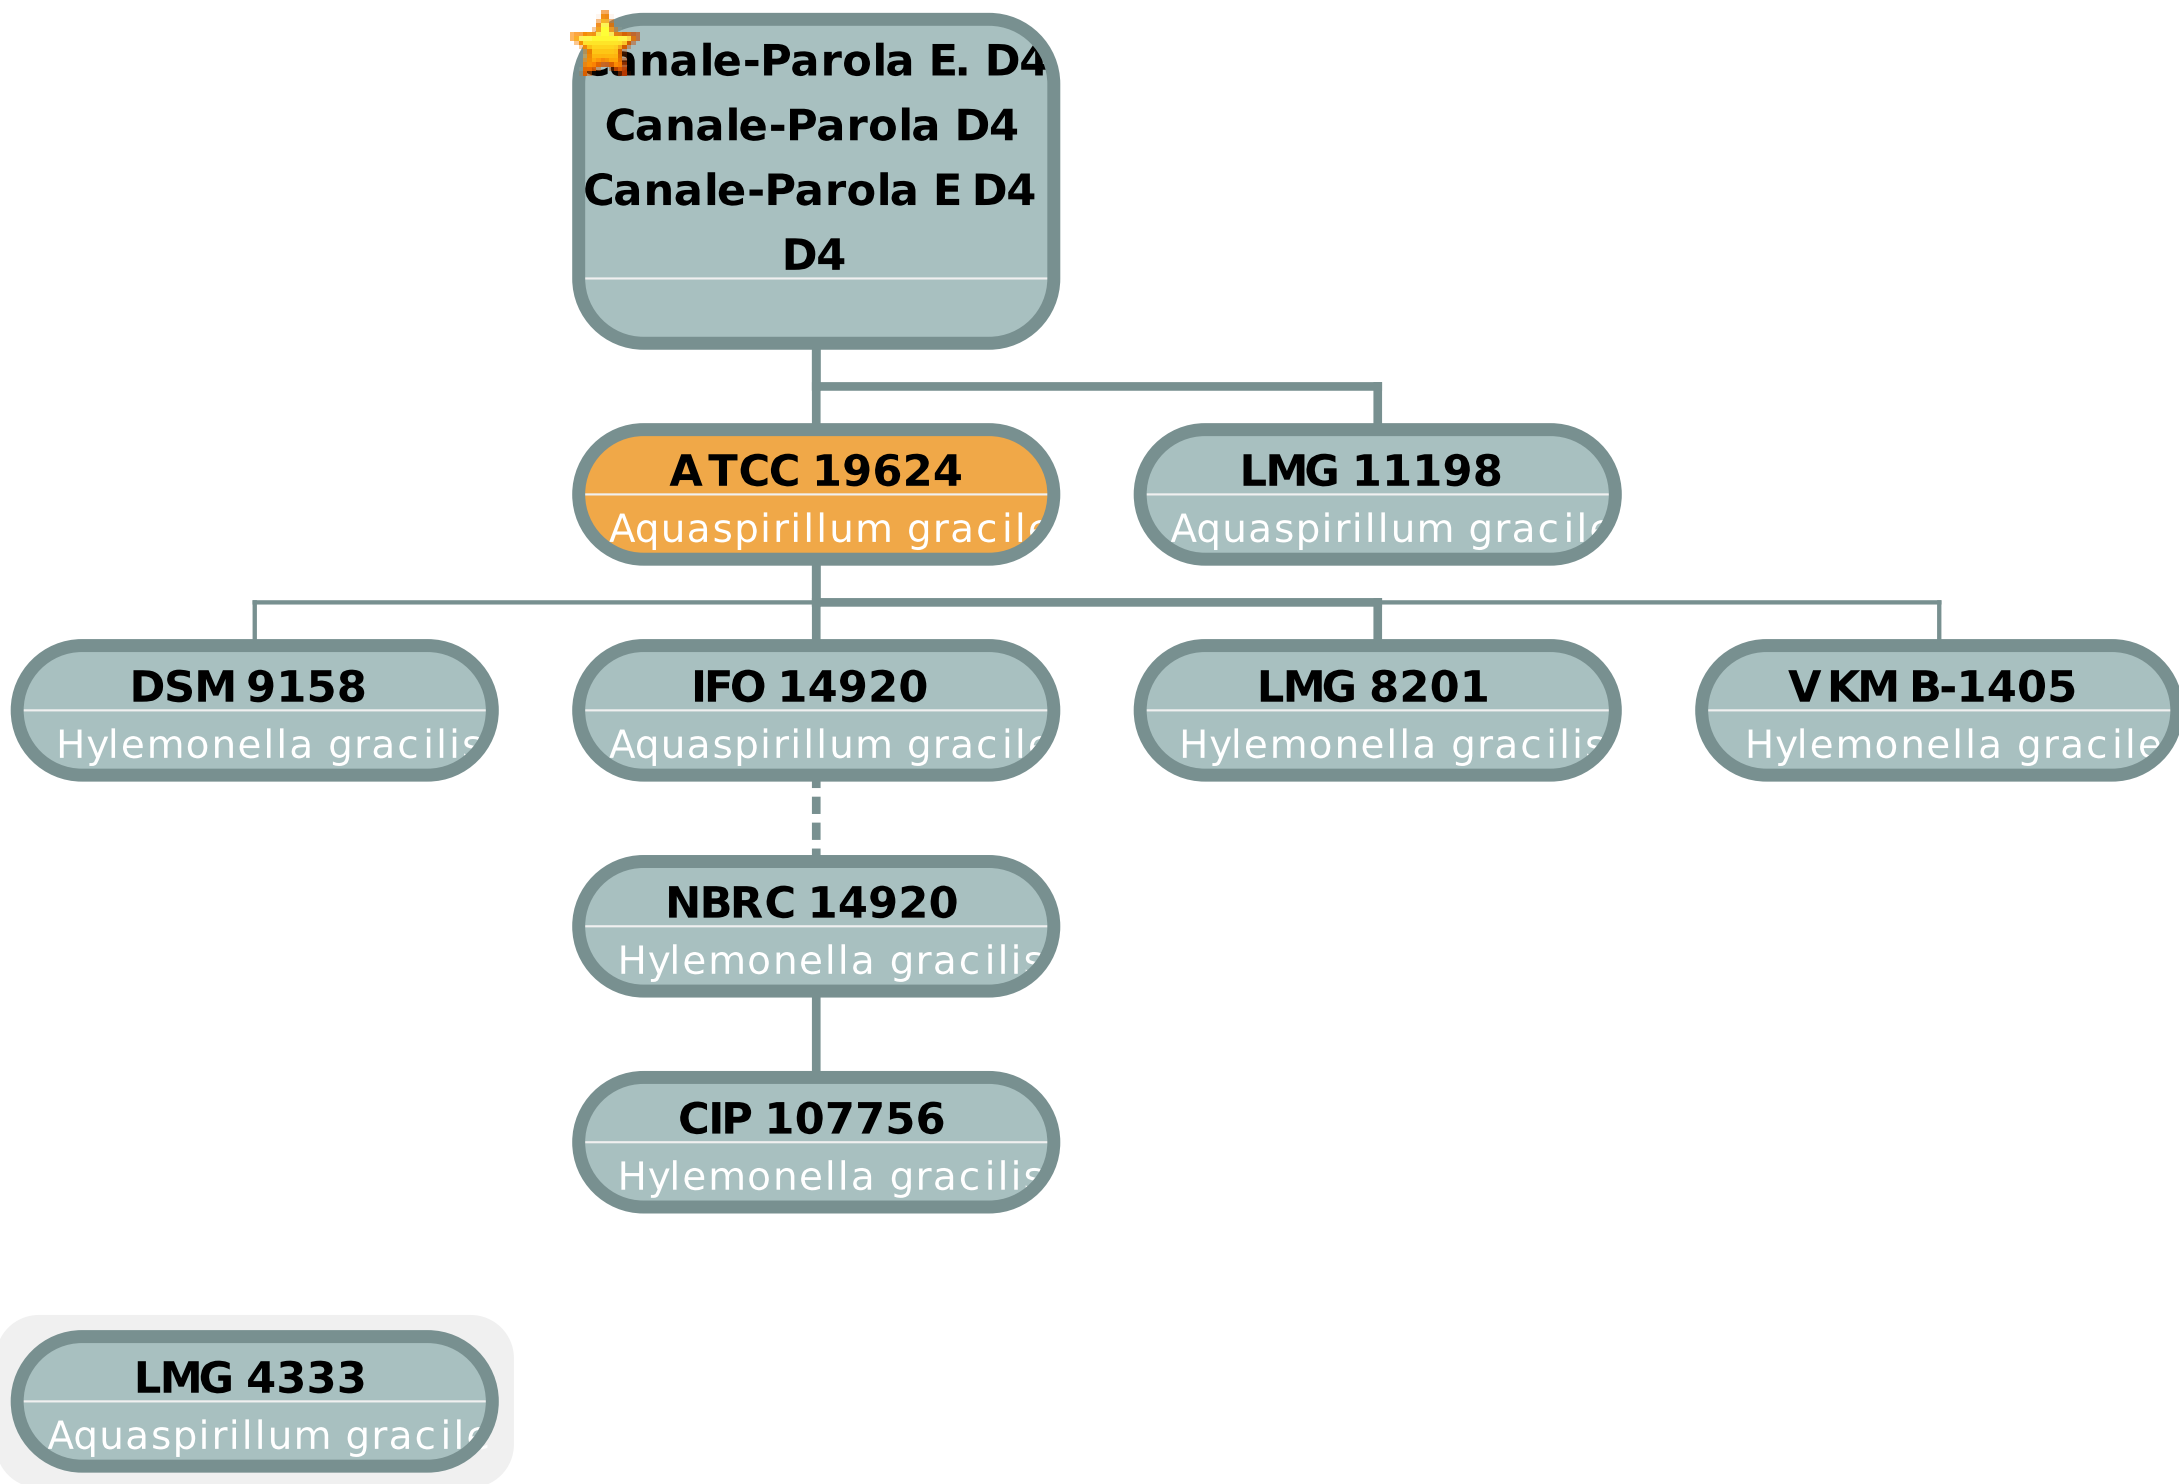 Canale-Parola E. D4
Canale-Parola D4
Canale-Parola E D4
D4
ATCC 19624
Aquaspirillum gracile
LMG 11198
Aquaspirillum gracile
DSM 9158
Hylemonella gracilis
IFO 14920
Aquaspirillum gracile
LMG 8201
Hylemonella gracilis
VKM B-1405
Hylemonella gracile
NBRC 14920
Hylemonella gracilis
CIP 107756
Hylemonella gracilis
LMG 4333
Aquaspirillum gracile